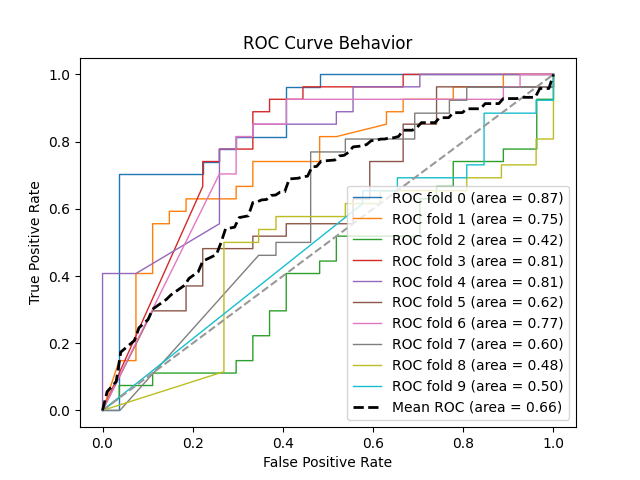 ROC Curve Behavior
True Positive Rate
1.0
0.8
0.6
0.4
0.2
0.0
ROC fold 0 (area = 0.87)
ROC fold 1 (area = 0.75)
ROC fold 2 (area = 0.42)
ROC fold 3 (area = 0.81)
ROC fold 4 (area = 0.81)
ROC fold 5 (area = 0.62)
ROC fold 6 (area = 0.77)
ROC fold 7 (area = 0.60)
ROC fold 8 (area = 0.48)
ROC fold 9 (area = 0.50)
Mean ROC (area = 0.66)
0.0 0.2 0.4 0.6 0.8 1.0
False Positive Rate